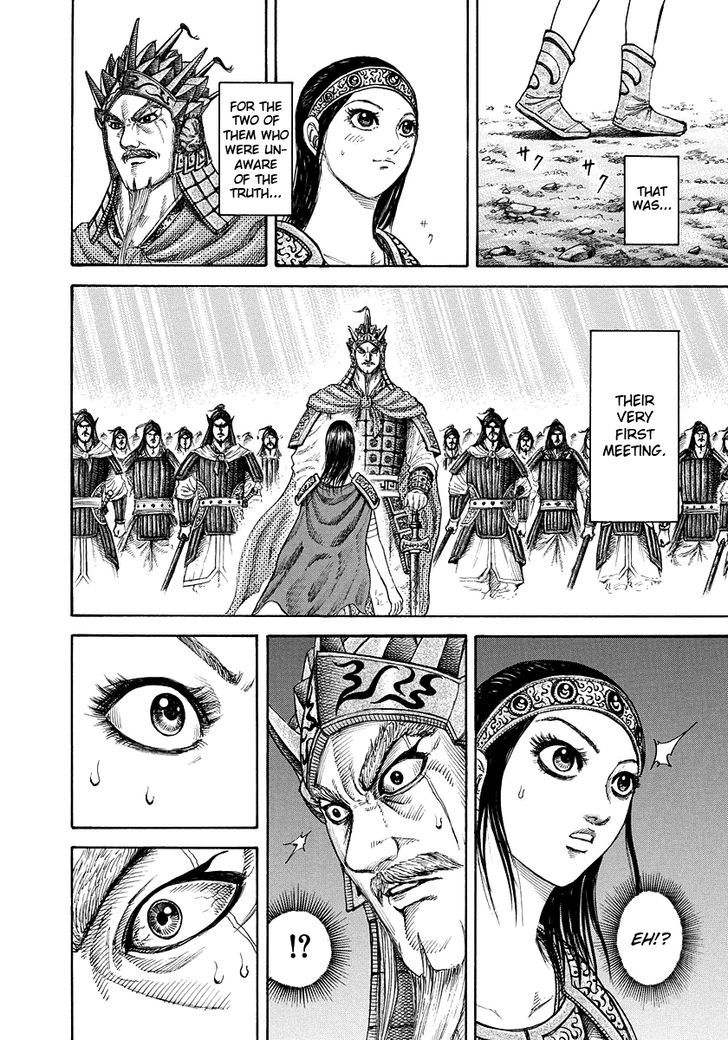 サ
ク
サ
ク
THAT
WAS...
サ
ク
FOR THE
TWO OF
THEM WHO
WERE UN-
AWARE
OF THE
TRUTH...
THEIR
VERY
FIRST
MEETING.
EH!?
!?